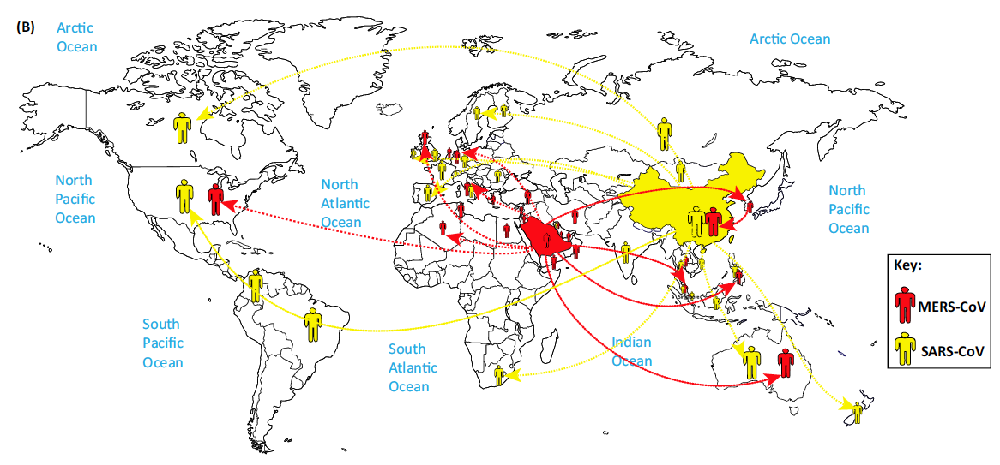 (B)
Arctic
Ocean
Arctic Ocean
North
Pacific
Ocean
North
Atlantic
Ocean
North
Pacific
Ocean
South
Pacific
Ocean
South
Atlantic
Ocean
Indian
Ocean
Singapore
Key:
MERS-CoV
SARS-CoV